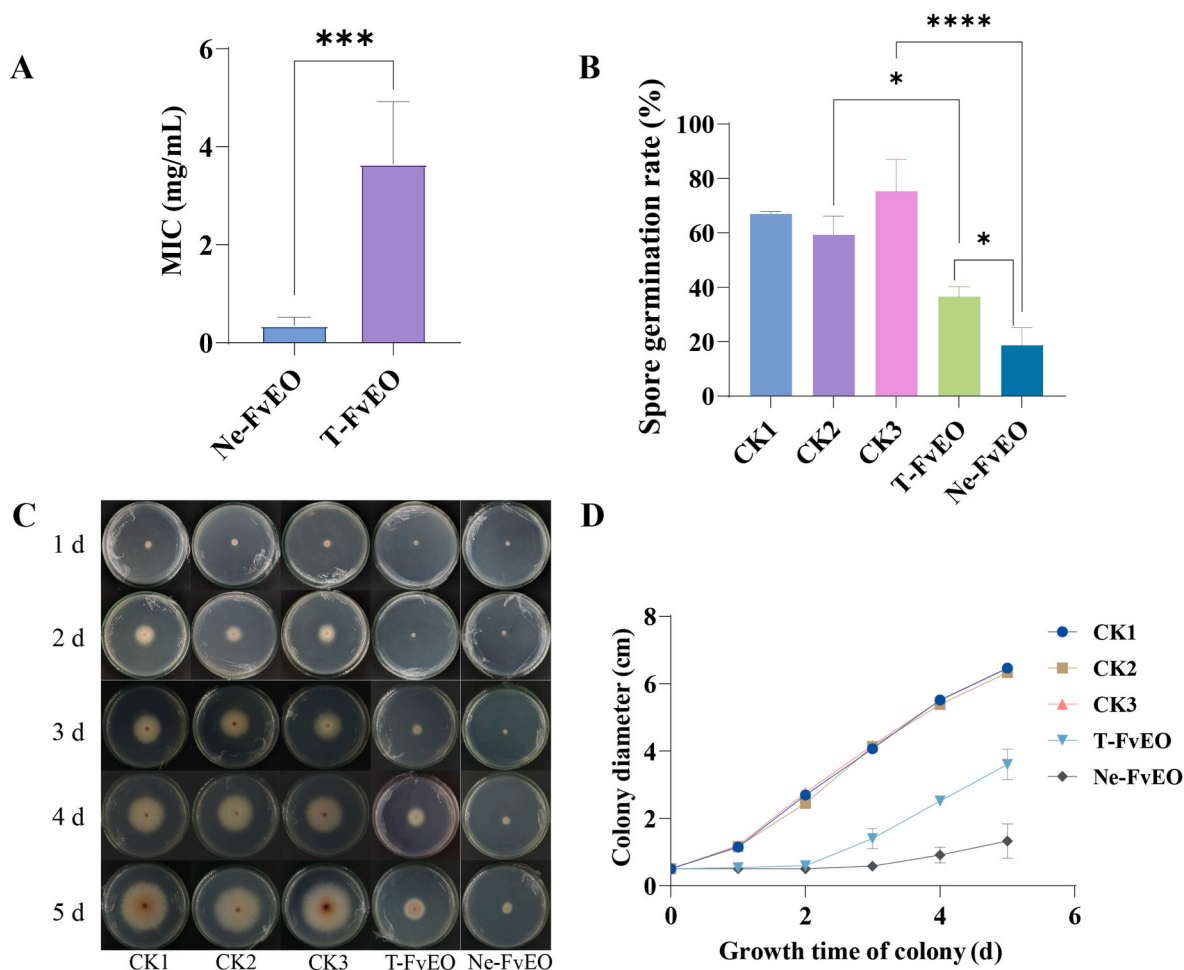 A
MIC (mg/mL)
6
4
2
0
***
Ne-FvEO
T-FvEO
B
Spore germination rate (%)
100
80
60
40
20
0
****
*
*
CK1
CK2
CK3
T-FvEO
Ne-FvEO
C
1 d
2 d
3 d
4 d
5 d
CK1 CK2 CK3 T-FvEO Ne-FvEO
D
Colony diameter (cm)
8
6
4
2
0
0 2 4 6
Growth time of colony (d)
CK1
CK2
CK3
T-FvEO
Ne-FvEO